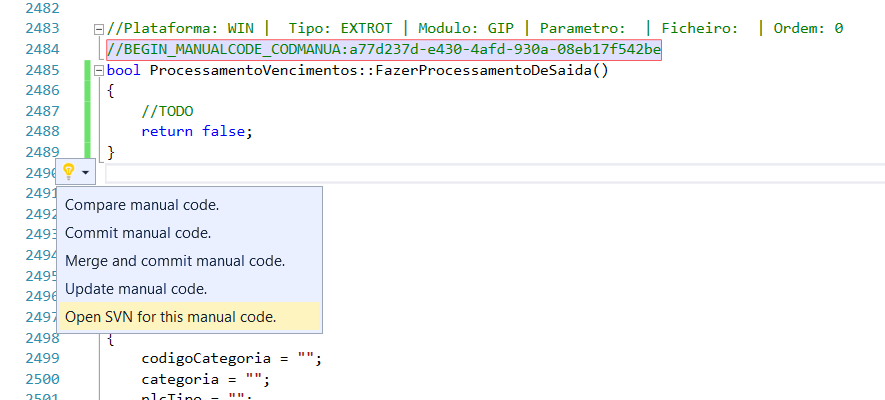 2482
2483 //Plataforma: WIN | Tipo: EXTROT | Modulo: GIP | Parametro: | Ficheiro: | Ordem: 0
2484 //BEGIN_MANUALCODE_CODMANUA:a77d237d-e430-4afd-930a-08eb17f542be
2485 bool ProcessamentoVencimentos::FazerProcessamentoDeSaida()
2486 {
2487 //TODO
2488 return false;
2489 }
2490
2491
Compare manual code.
2492
2493
Commit manual code.
2494
Merge and commit manual code.
2495
2496
Update manual code.
2497
Open SVN for this manual code.
2498 {
2499 codigoCategoria = "";
2500 categoria = "";
2501 nlcTipo = "";